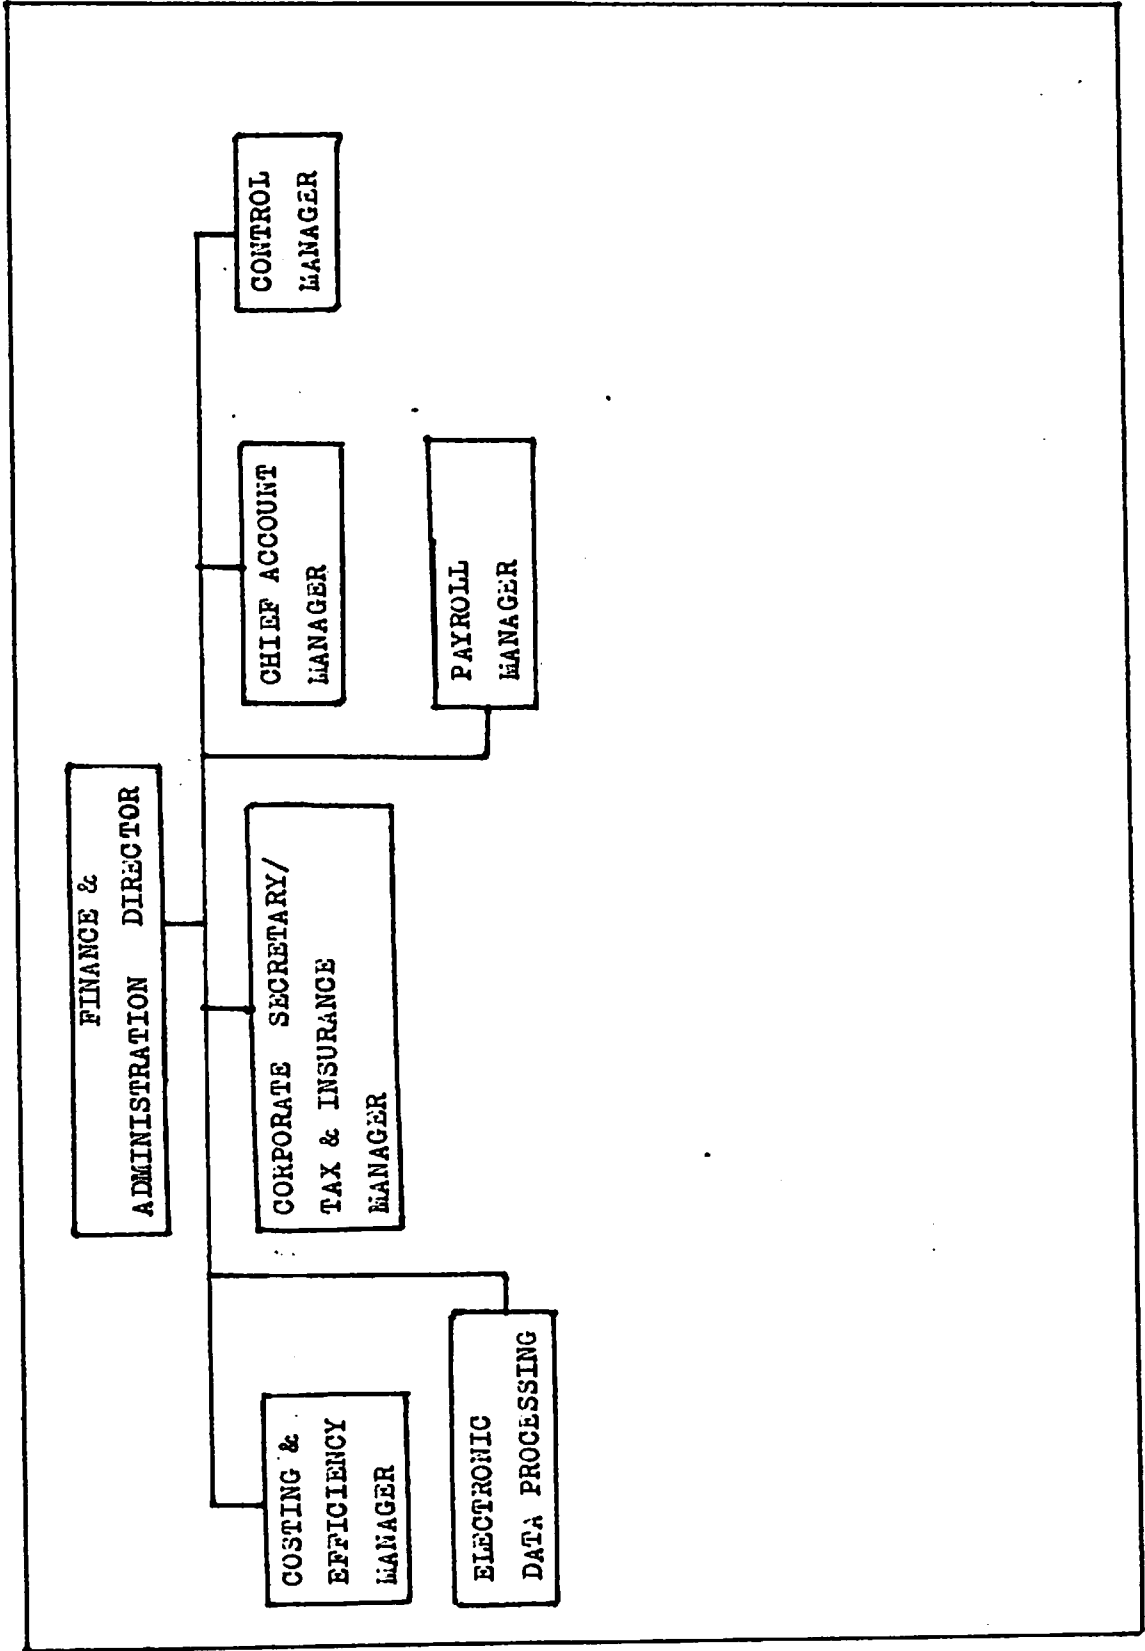 FINANCE &
ADMINISTRATION DIRECTOR
COSTING &
EFFICIENCY
MANAGER
CORPORATE SECRETARY/
TAX & INSURANCE
MANAGER
CHIEF ACCOUNT
MANAGER
CONTROL
MANAGER
ELECTRONIC
DATA PROCESSING
PAYROLL
MANAGER